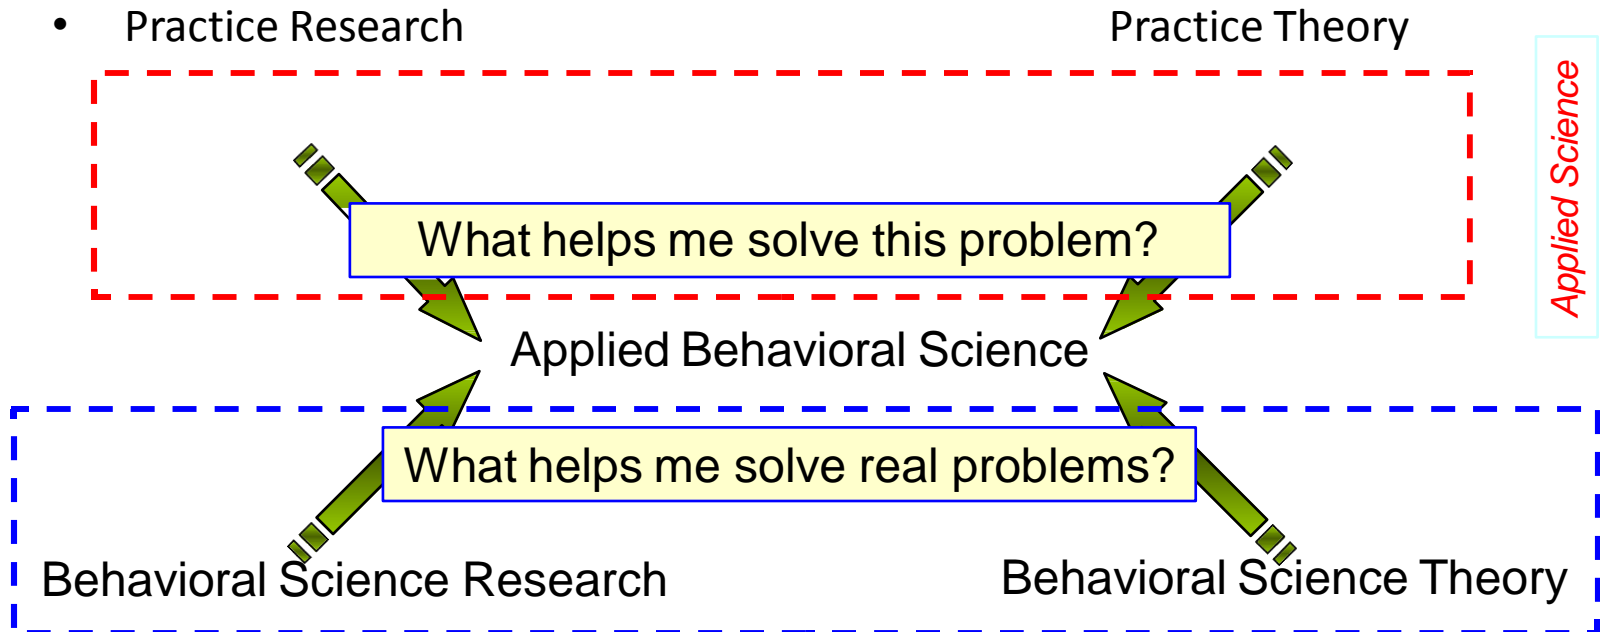 • Practice Research Practice Theory
Applied Science
What helps me solve this problem?
Applied Behavioral Science
What helps me solve real problems?
Behavioral Science Research Behavioral Science Theory